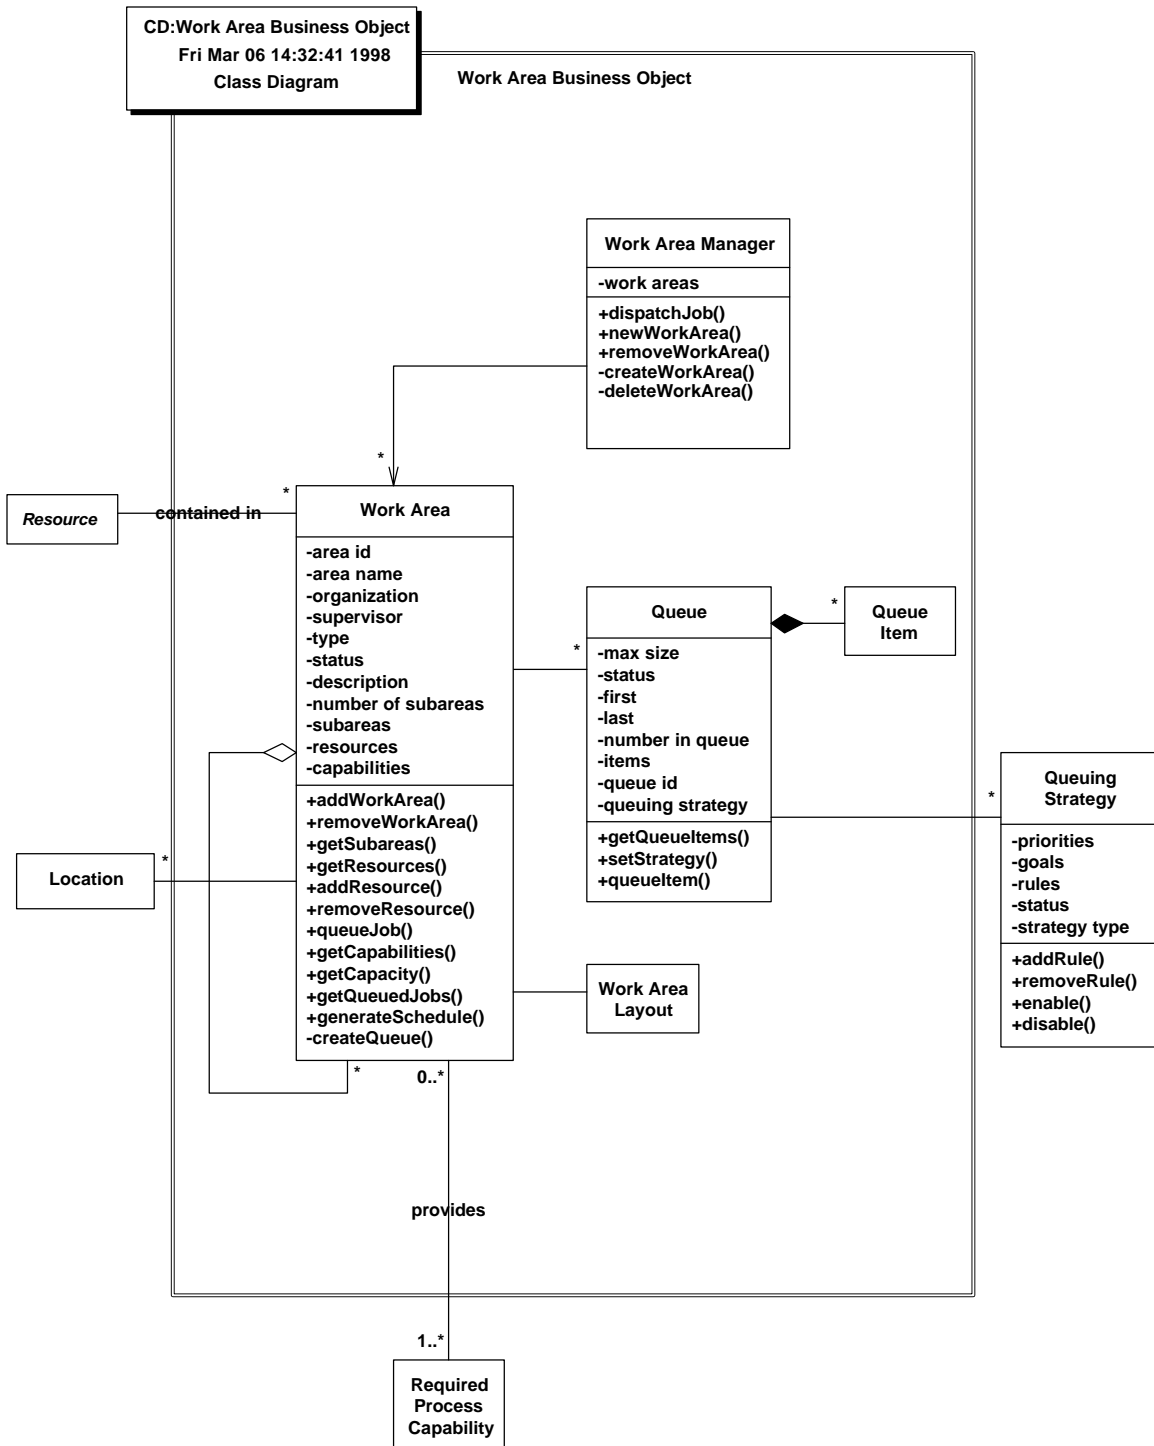 CD:Work Area Business Object
Fri Mar 06 14:32:41 1998
Class Diagram
Work Area Business Object
Work Area Manager
-work areas
+dispatchJob()
+newWorkArea()
+removeWorkArea()
-createWorkArea()
-deleteWorkArea()
*
Resource
contained in
*
Work Area
-area id
-area name
-organization
-supervisor
-type
-status
-description
-number of subareas
-subareas
-resources
-capabilities
+addWorkArea()
+removeWorkArea()
+getSubareas()
+getResources()
+addResource()
+removeResource()
+queueJob()
+getCapabilities()
+getCapacity()
+getQueuedJobs()
+generateSchedule()
-createQueue()
*
Queue
-max size
-status
-first
-last
-number in queue
-items
-queue id
-queuing strategy
+getQueueItems()
+setStrategy()
+queueItem()
*
Queue
Item
*
Queuing
Strategy
-priorities
-goals
-rules
-status
-strategy type
+addRule()
+removeRule()
+enable()
+disable()
Location
*
Work Area
Layout
*
0..*
provides
1..*
Required
Process
Capability